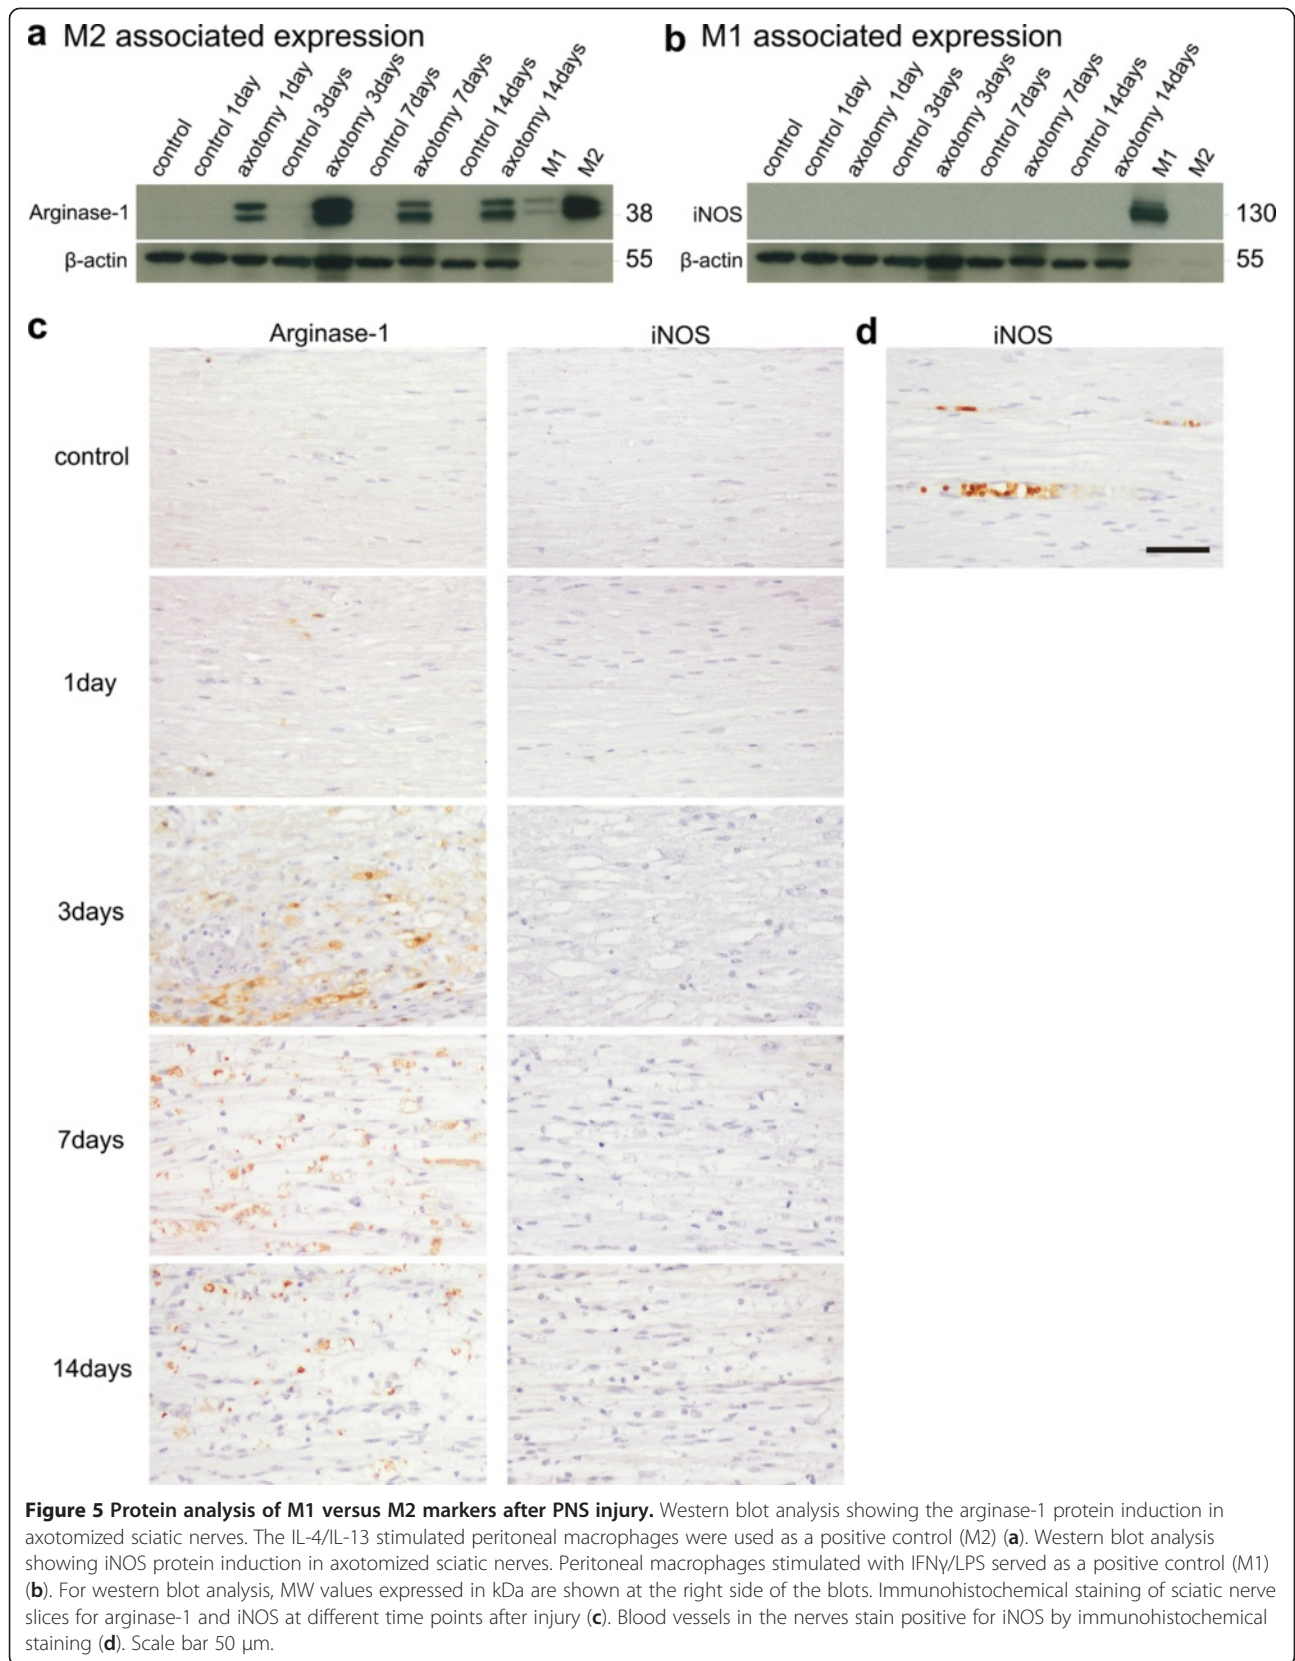 a M2 associated expression
control
control 1day
axotomy 1day
control 3days
axotomy 3days
control 7days
axotomy 7days
control 14days
axotomy 14days
M1
M2
Arginase-1
38
β-actin
55
b M1 associated expression
control
control 1day
axotomy 1day
control 3days
axotomy 3days
control 7days
axotomy 7days
control 14days
axotomy 14days
M1
M2
iNOS
130
β-actin
55
c
Arginase-1
iNOS
d
iNOS
control
1day
3days
7days
14days
Figure 5 Protein analysis of M1 versus M2 markers after PNS injury. Western blot analysis showing the arginase-1 protein induction in
axotomized sciatic nerves. The IL-4/IL-13 stimulated peritoneal macrophages were used as a positive control (M2) (a). Western blot analysis
showing iNOS protein induction in axotomized sciatic nerves. Peritoneal macrophages stimulated with IFNγ/LPS served as a positive control (M1)
(b). For western blot analysis, MW values expressed in kDa are shown at the right side of the blots. Immunohistochemical staining of sciatic nerve
slices for arginase-1 and iNOS at different time points after injury (c). Blood vessels in the nerves stain positive for iNOS by immunohistochemical
staining (d). Scale bar 50 μm.